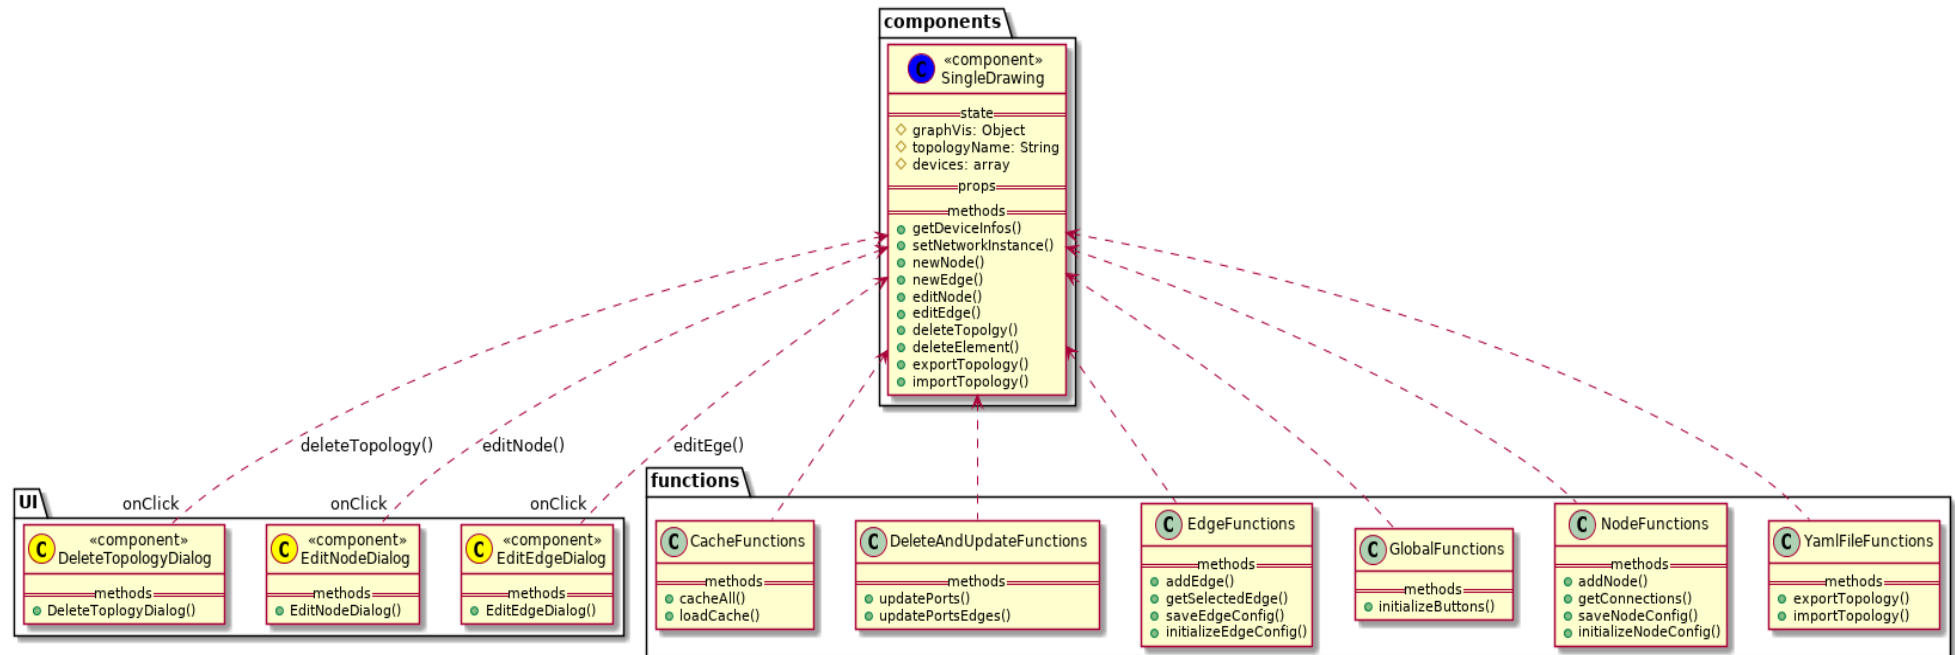 components
C
«component»
SingleDrawing
state
graphVis: Object
topologyName: String
devices: array
props
methods
getDeviceInfos()
setNetworkInstance()
newNode()
newEdge()
editNode()
editEdge()
deleteTopolgy()
deleteElement()
exportTopology()
importTopology()
deleteTopology()
editNode()
editEge()
onClick
onClick
onClick
UI
C
«component»
DeleteTopologyDialog
methods
DeleteToplogyDialog()
C
«component»
EditNodeDialog
methods
EditNodeDialog()
C
«component»
EditEdgeDialog
methods
EditEdgeDialog()
functions
C
CacheFunctions
methods
cacheAll()
loadCache()
C
DeleteAndUpdateFunctions
methods
updatePorts()
updatePortsEdges()
C
EdgeFunctions
methods
addEdge()
getSelectedEdge()
saveEdgeConfig()
initializeEdgeConfig()
C
GlobalFunctions
methods
initializeButtons()
C
NodeFunctions
methods
addNode()
getConnections()
saveNodeConfig()
initializeNodeConfig()
C
YamlFileFunctions
methods
exportTopology()
importTopology()